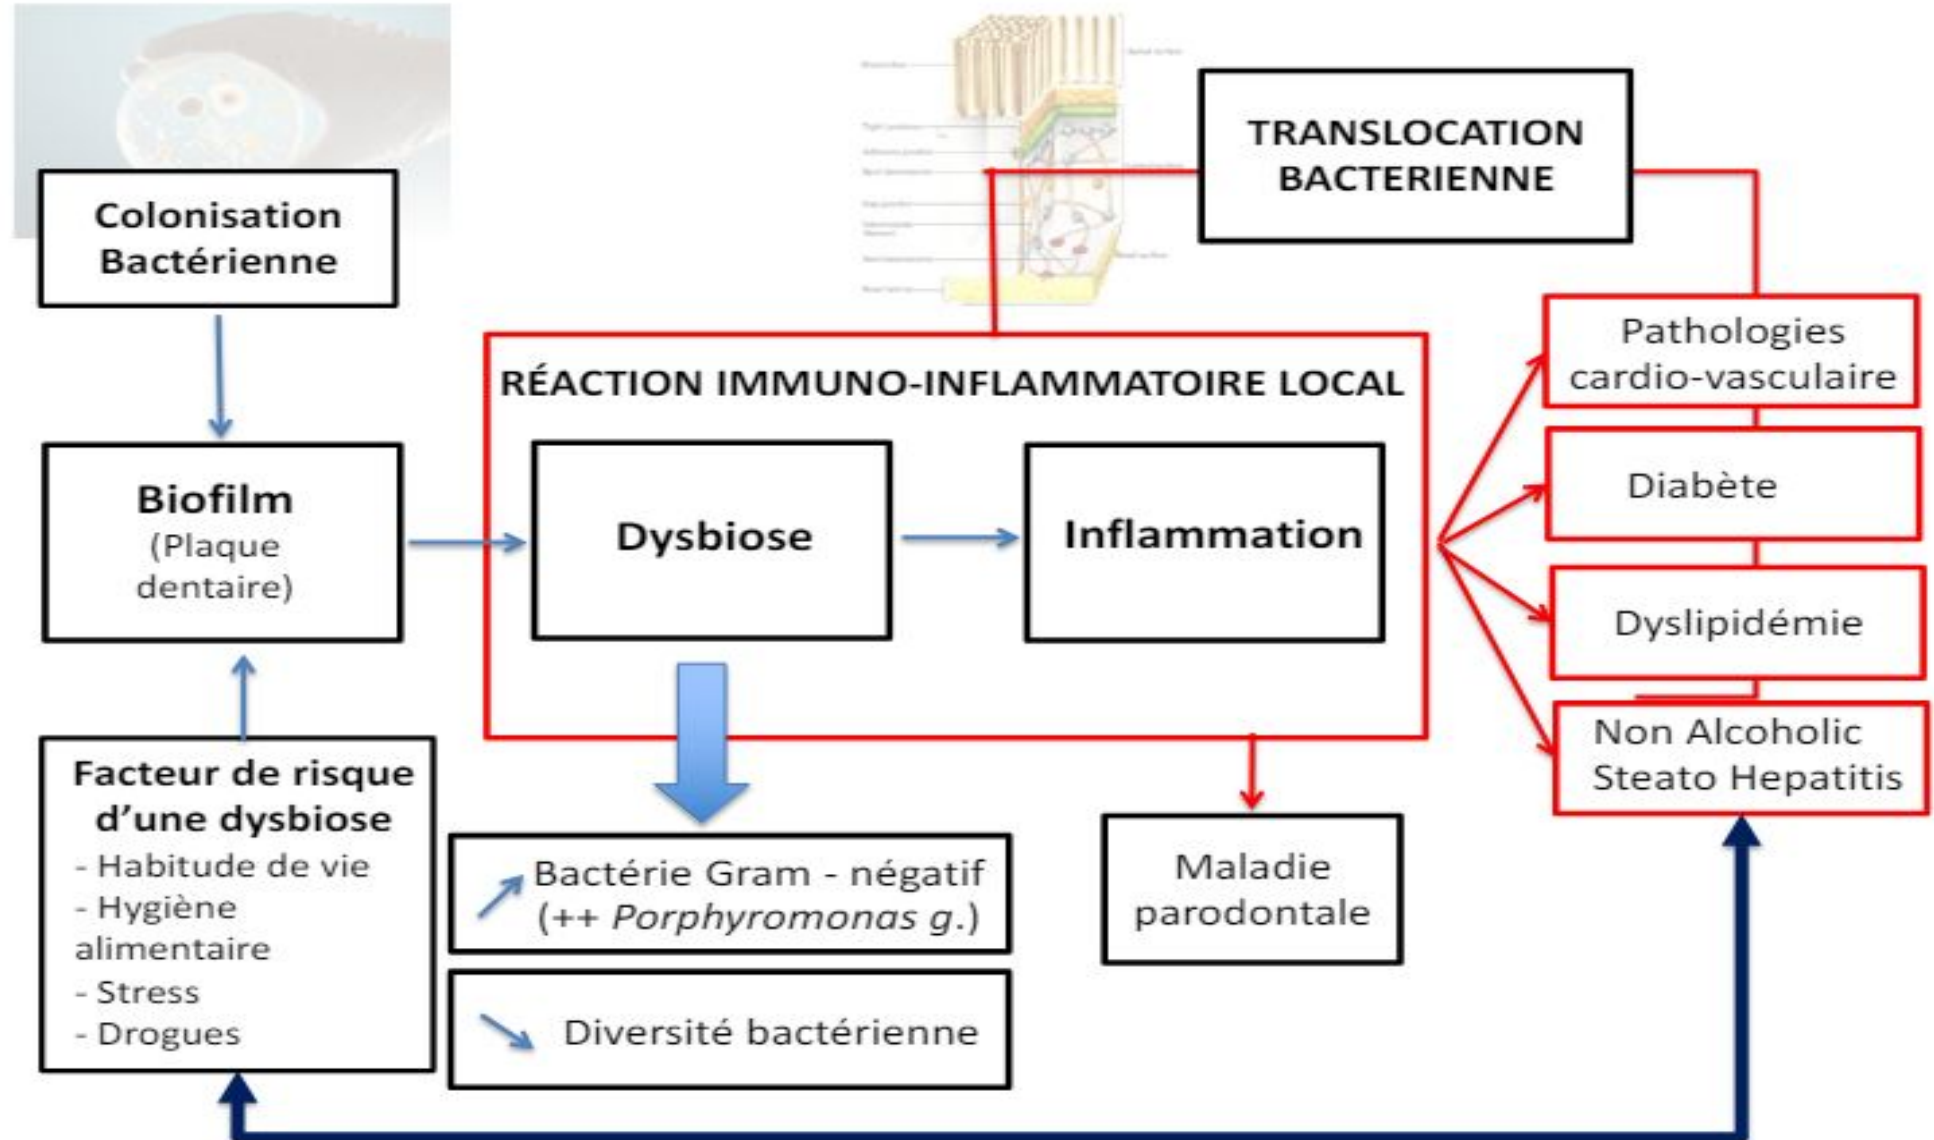 TRANSLOCATION
BACTERIENNE
Colonisation
Bactérienne
Pathologies
cardio-vasculaire
RÉACTION IMMUNO-INFLAMMATOIRE LOCAL
Biofilm
(Plaque
dentaire)
Dysbiose
Inflammation
Diabète
Dyslipidémie
Non Alcoholic
Steato Hepatitis
Facteur de risque
d’une dysbiose
- Habitude de vie
- Hygiène
alimentaire
- Stress
- Drogues
Bactérie Gram - négatif
(++ Porphyromonas g.)
Diversité bactérienne
Maladie
parodontale